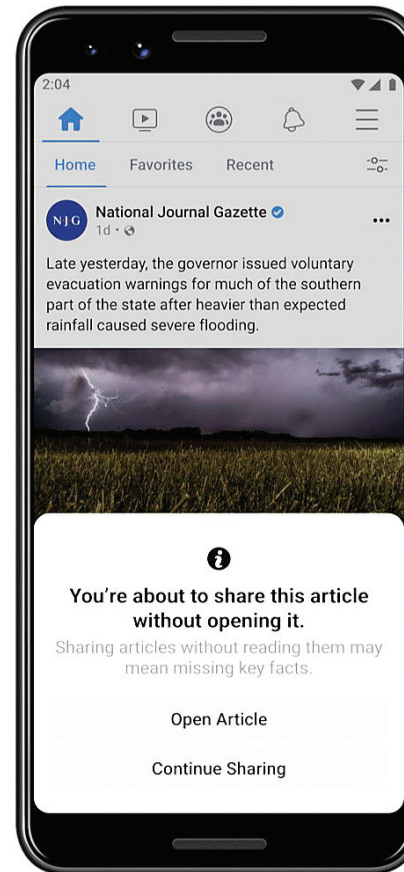 2:04
Home Favorites Recent
N·J·G
National Journal Gazette
1d ·
Late yesterday, the governor issued voluntary
evacuation warnings for much of the southern
part of the state after heavier than expected
rainfall caused severe flooding.
You're about to share this article
without opening it.
Sharing articles without reading them may
mean missing key facts.
Open Article
Continue Sharing